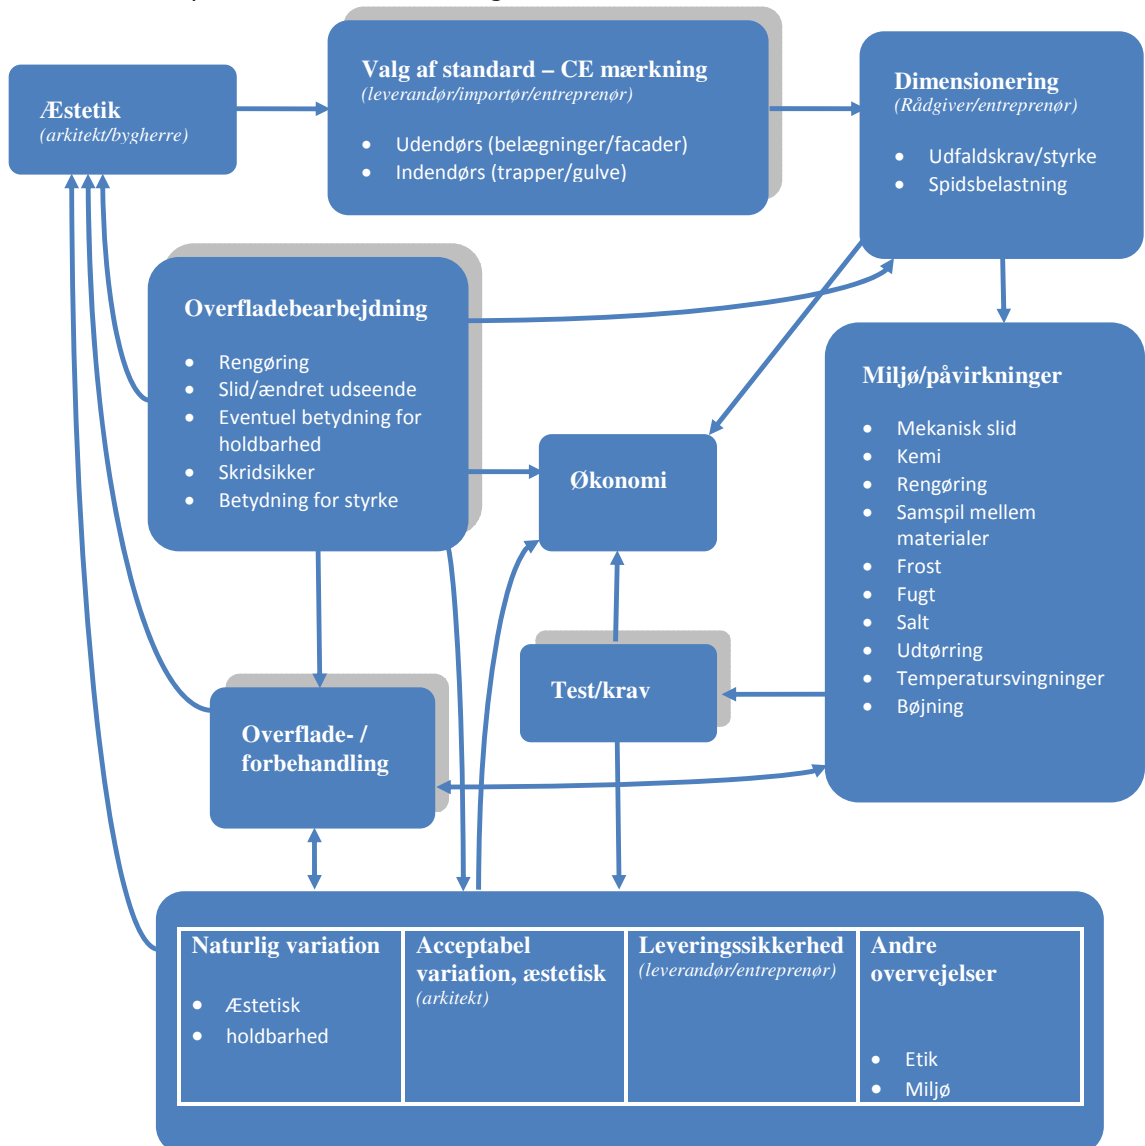 Æstetik
(arkitekt/bygherre)
Valg af standard – CE mærkning
(leverandør/importør/entreprenør)
• Udendørs (belægninger/facader)
• Indendørs (trapper/gulve)
Dimensionering
(Rådgiver/entreprenør)
• Udfaldskrav/styrke
• Spidsbelastning
Overfladebearbejdning
• Rengøring
• Slid/ændret udseende
• Eventuel betydning for
holdbarhed
• Skridsikker
• Betydning for styrke
Økonomi
Miljø/påvirkninger
• Mekanisk slid
• Kemi
• Rengøring
• Samspil mellem
materialer
• Frost
• Fugt
• Salt
• Udtørring
• Temperatursvingninger
• Bøjning
Test/krav
Overflade- /
forbehandling
Naturlig variation
• Æstetisk
• holdbarhed
Acceptabel
variation, æstetisk
(arkitekt)
Leveringssikkerhed
(leverandør/entreprenør)
Andre
overvejelser
• Etik
• Miljø